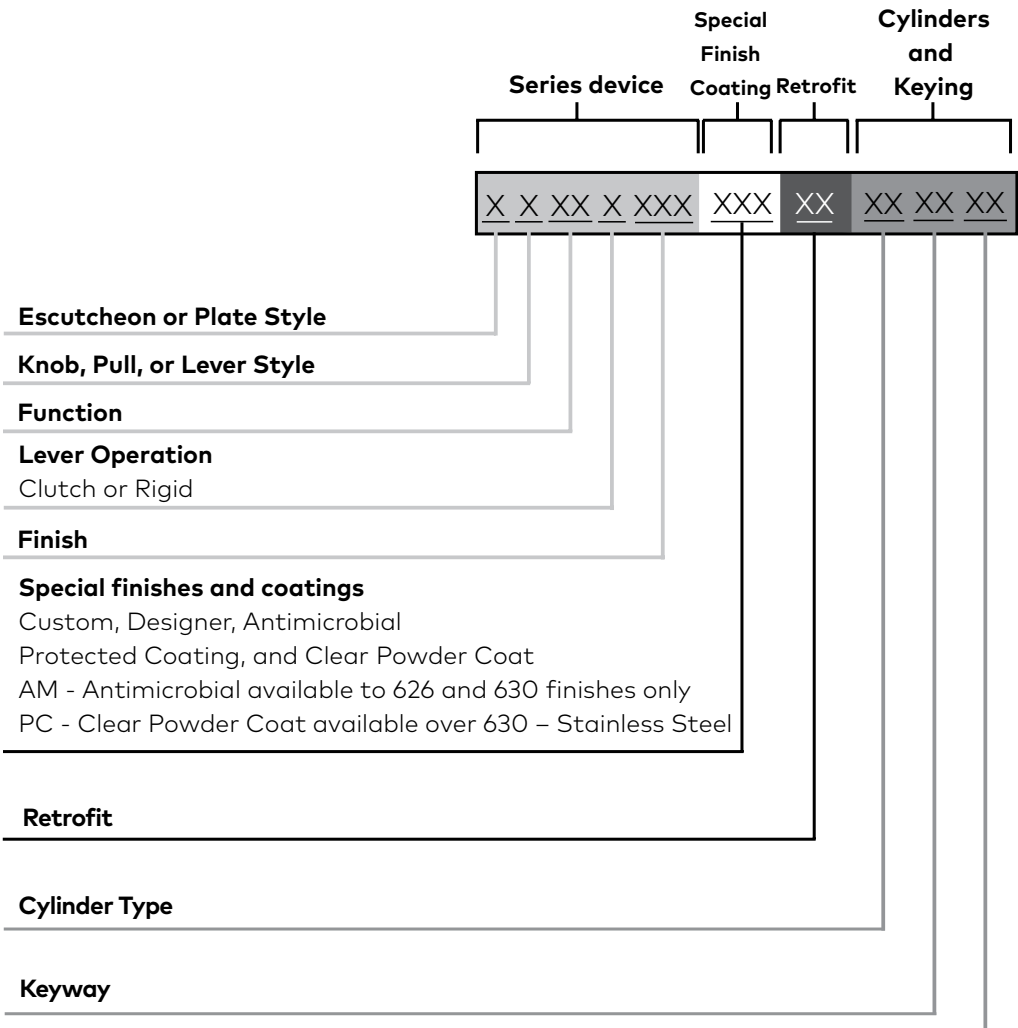 Special
Finish
Coating
Cylinders
and
Keying
Series device
Retrofit
X X XX X XXX XXX XX XX XX XX
Escutcheon or Plate Style
Knob, Pull, or Lever Style
Function
Lever Operation
Clutch or Rigid
Finish
Special finishes and coatings
Custom, Designer, Antimicrobial
Protected Coating, and Clear Powder Coat
AM - Antimicrobial available to 626 and 630 finishes only
PC - Clear Powder Coat available over 630 – Stainless Steel
Retrofit
Cylinder Type
Keyway